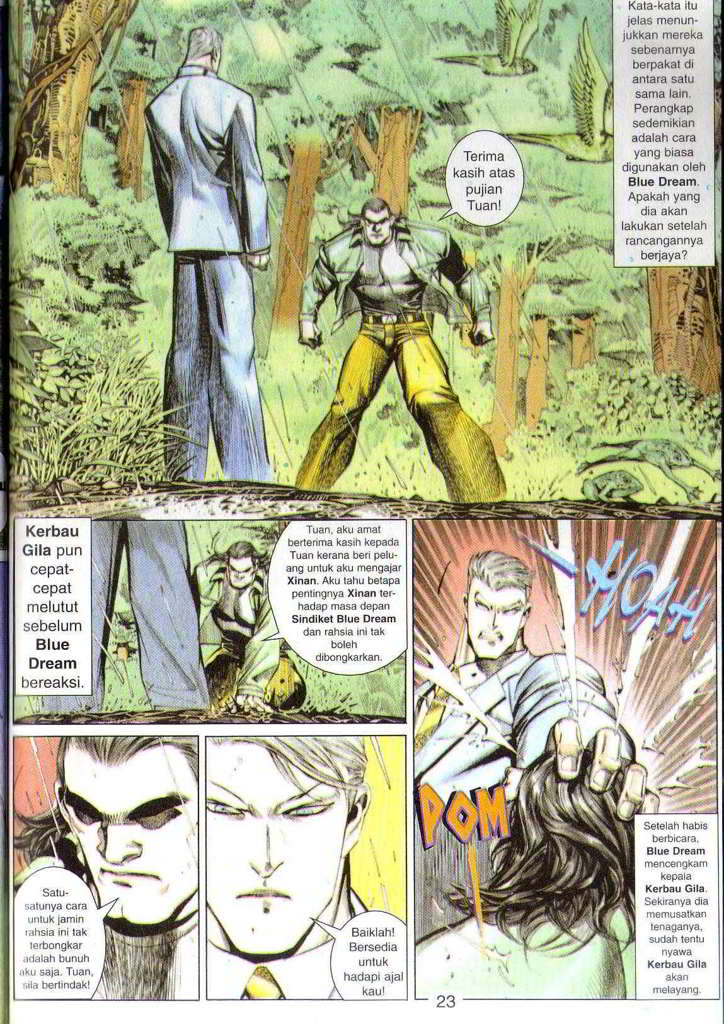 Kata-kata itu
jelas menun-
jukkan mereka
sebenarnya
berpakat di
antara satu
sama lain.
Perangkap
sedemikian
adalah cara
yang biasa
digunakan oleh
Blue Dream.
Apakah yang
dia akan
lakukan setelah
rancangannya
berjaya?
Terima
kasih atas
pujian
Tuan!
Kerbau
Gila pun
cepat-
cepat
melutut
sebelum
Blue
Dream
bereaksi.
Tuan, aku amat
berterima kasih kepada
Tuan kerana beri pelu-
ang untuk aku mengajar
Xinan. Aku tahu betapa
pentingnya Xinan ter-
hadap masa depan
Sindiket Blue Dream
dan rahsia ini tak
boleh
dibongkarkan.
HOAH
POM
Satu-
satunya cara
untuk jamin
rahsia ini tak
terbongkar
adalah bunuh
aku saja. Tuan,
sila bertindak!
Baiklah!
Bersedia
untuk
hadapi ajal
kau!
Setelah habis
berbicara,
Blue Dream
mencengkam
kepala
Kerbau Gila.
Sekiranya dia
memusatkan
tenaganya,
sudah tentu
nyawa
Kerbau Gila
akan
melayang.
23